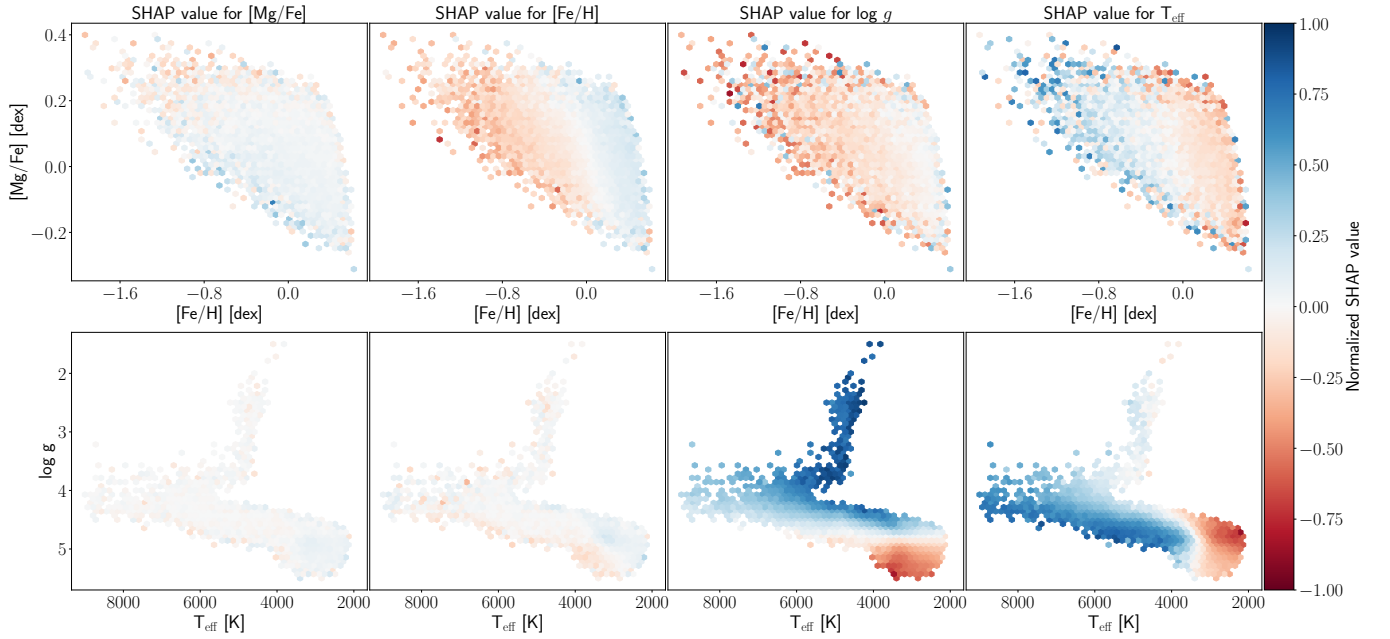 SHAP value for [Mg/Fe]
SHAP value for [Fe/H]
SHAP value for log g
SHAP value for T_eff
0.4
0.2
0.0
−0.2
[Mg/Fe] [dex]
−1.6 −0.8 0.0
−1.6 −0.8 0.0
−1.6 −0.8 0.0
−1.6 −0.8 0.0
[Fe/H] [dex]
[Fe/H] [dex]
[Fe/H] [dex]
[Fe/H] [dex]
2
3
4
5
log g
8000 6000 4000 2000
8000 6000 4000 2000
8000 6000 4000 2000
8000 6000 4000 2000
T_eff [K]
T_eff [K]
T_eff [K]
T_eff [K]
1.00
0.75
0.50
0.25
0.00
−0.25
−0.50
−0.75
−1.00
Normalized SHAP value